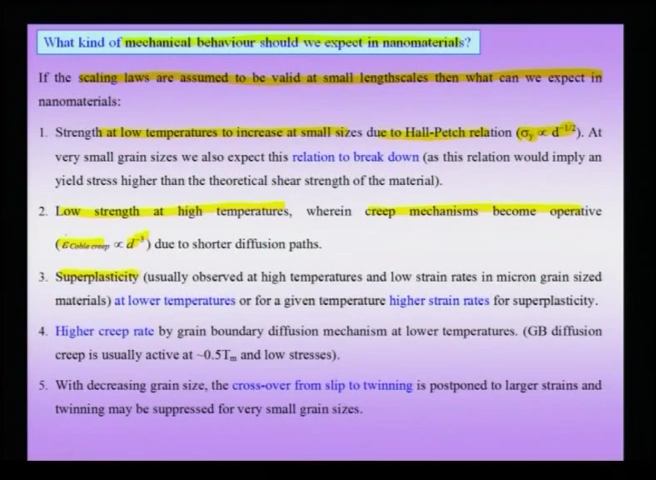 What kind of mechanical behaviour should we expect in nanomaterials?
If the scaling laws are assumed to be valid at small lengthscales then what can we expect in
nanomaterials:
1. Strength at low temperatures to increase at small sizes due to Hall-Petch relation (σy ∝ d^-1/2). At
very small grain sizes we also expect this relation to break down (as this relation would imply an
yield stress higher than the theoretical shear strength of the material).
2. Low strength at high temperatures, wherein creep mechanisms become operative
(ε̇Coble creep ∝ d^-3) due to shorter diffusion paths.
3. Superplasticity (usually observed at high temperatures and low strain rates in micron grain sized
materials) at lower temperatures or for a given temperature higher strain rates for superplasticity.
4. Higher creep rate by grain boundary diffusion mechanism at lower temperatures. (GB diffusion
creep is usually active at ~0.5Tm and low stresses).
5. With decreasing grain size, the cross-over from slip to twinning is postponed to larger strains and
twinning may be suppressed for very small grain sizes.